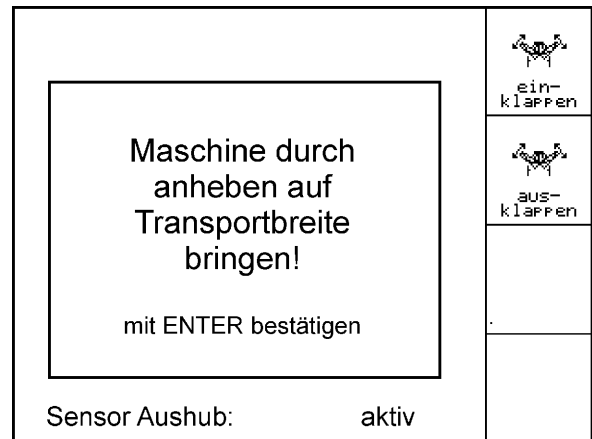 Maschine durch
anheben auf
Transportbreite
bringen!
mit ENTER bestätigen
Sensor Aushub: aktiv
ein-
klappen
aus-
klappen